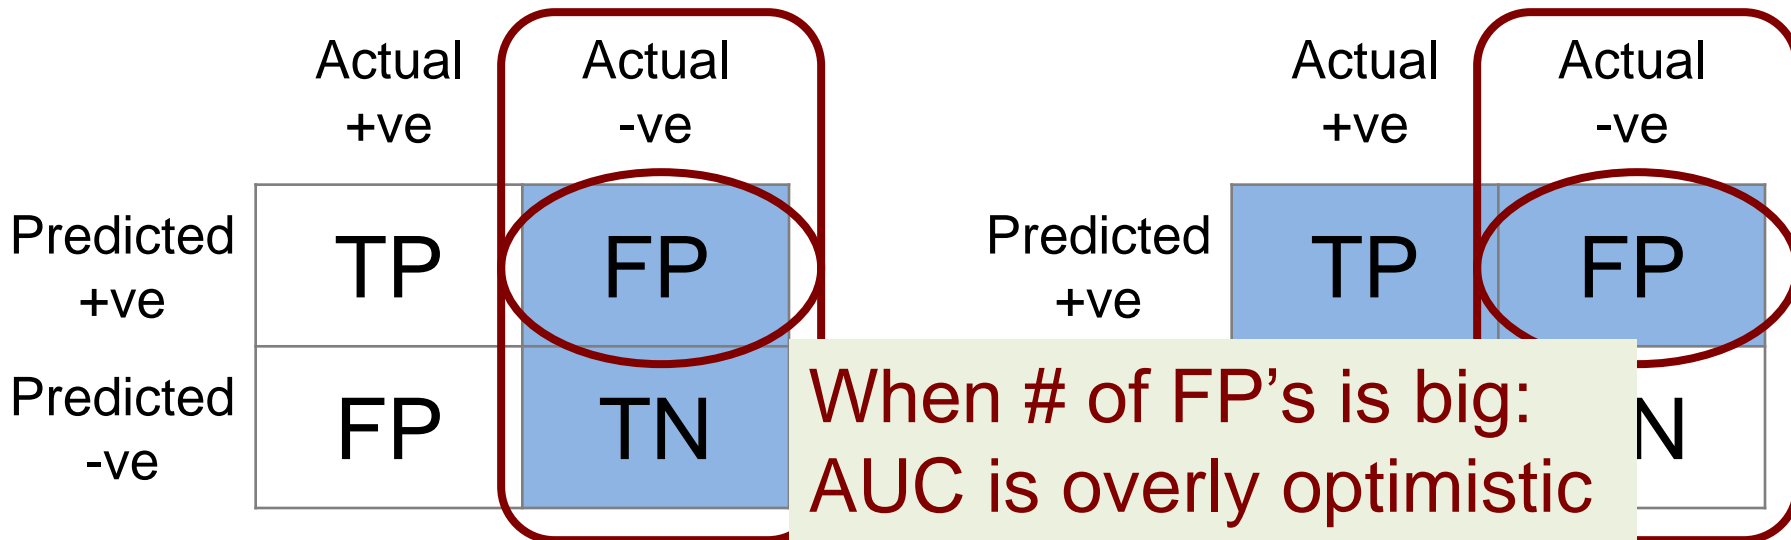 Actual Actual
+ve -ve
Predicted +ve TP FP
Predicted -ve FP TN
Actual Actual
+ve -ve
Predicted +ve TP FP
N
When # of FP's is big:
AUC is overly optimistic